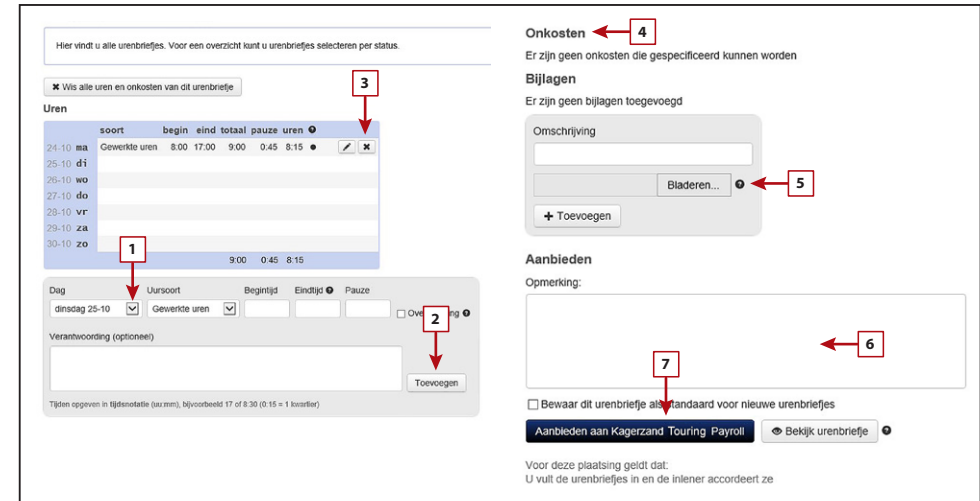 Hier vindt u alle urenbriefjes. Voor een overzicht kunt u urenbriefjes selecteren per status.
✖ Wis alle uren en onkosten van dit urenbriefje
3
Uren
soort begin eind totaal pauze uren ?
24-10 ma Gewerkte uren 8:00 17:00 9:00 0:45 8:15
25-10 di
26-10 wo
27-10 do
28-10 vr
29-10 za
30-10 zo
9:00 0:45 8:15
1
Dag Uursoort Begintijd Eindtijd ? Pauze
dinsdag 25-10 Gewerkte uren
2
Verantwoording (optioneel)
Toevoegen
Tijden opgeven in tijdsnotatie (uu:mm), bijvoorbeeld 17 of 8:30 (0:15 = 1 kwartier)
Onkosten
4
Er zijn geen onkosten die gespecificeerd kunnen worden
Bijlagen
Er zijn geen bijlagen toegevoegd
Omschrijving
Bladeren... ?
5
+ Toevoegen
Aanbieden
Opmerking:
6
7
Bewaar dit urenbriefje als standaard voor nieuwe urenbriefjes
Aanbieden aan Kagerzand Touring Payroll
Bekijk urenbriefje ?
Voor deze plaatsing geldt dat:
U vult de urenbriefjes in en de inlener accordeert ze